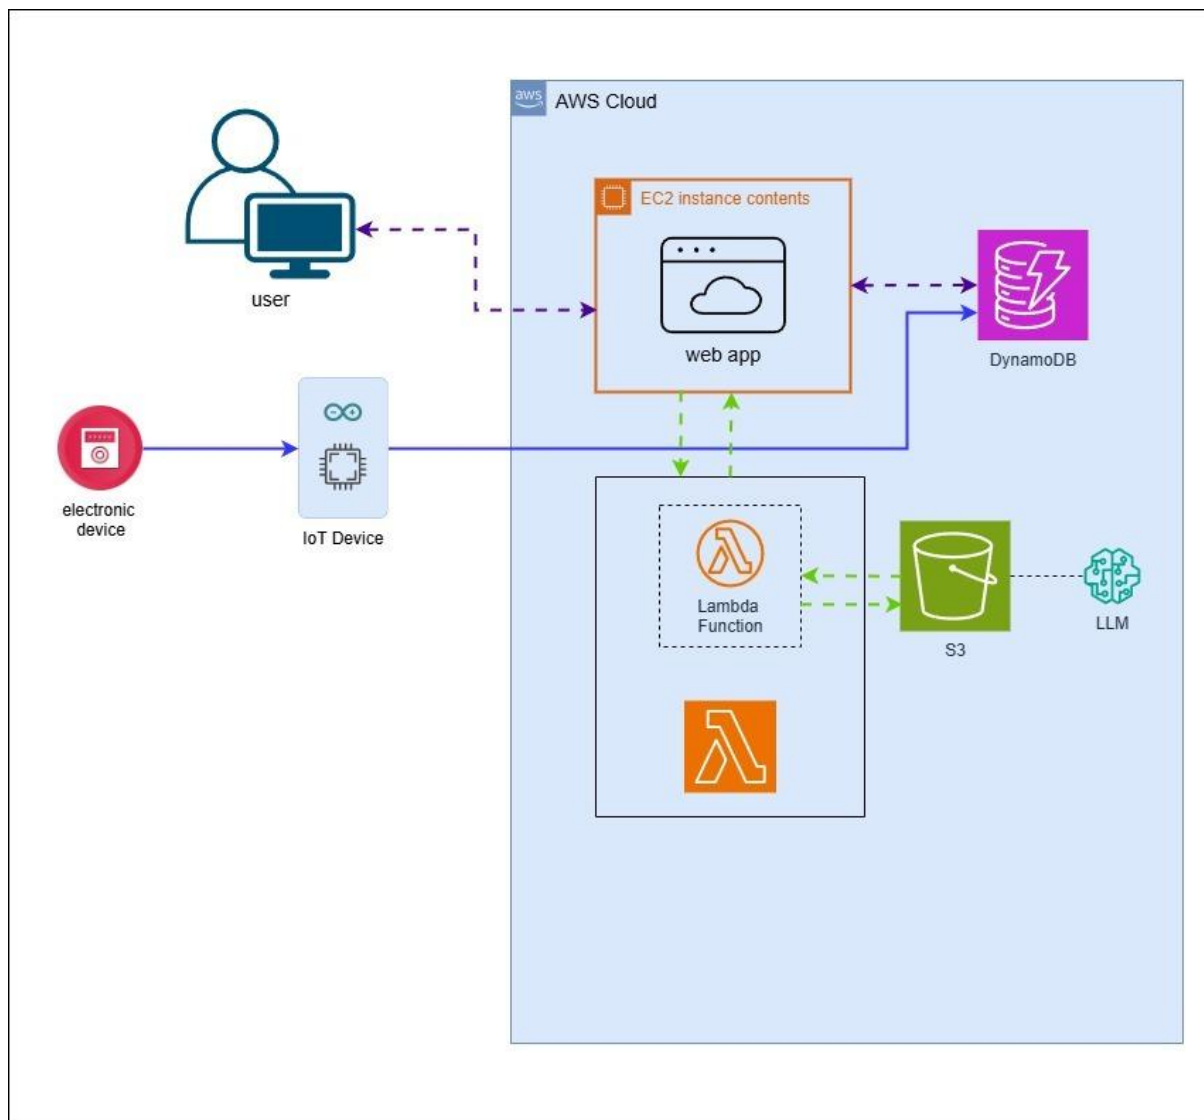 aws
AWS Cloud
EC2 instance contents
web app
user
DynamoDB
electronic
device
IoT Device
Lambda
Function
S3
LLM